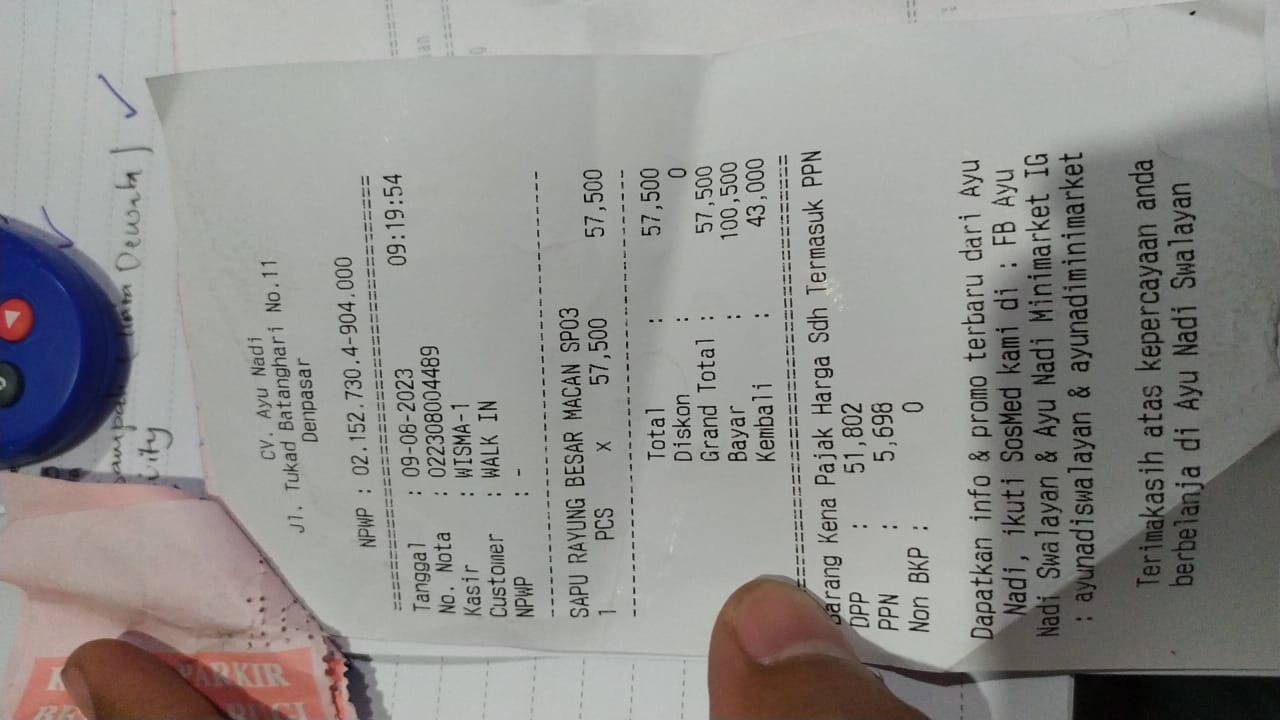 CV. Ayu Nadi
Jl. Tukad Batanghari No.11
Denpasar
NPWP : 02.152.730.4-904.000
========================================
Tanggal : 09-08-2023 09:19:54
No. Nota : 022308004489
Kasir : WISMA-1
Customer : WALK IN
NPWP : -
----------------------------------------
SAPU RAYUNG BESAR MACAN SP03
1 PCS x 57,500 57,500
----------------------------------------
Total : 57,500
Diskon : 0
Grand Total : 57,500
Bayar : 100,500
Kembali : 43,000
========================================
Barang Kena Pajak Harga Sdh Termasuk PPN
DPP : 51,802
PPN : 5,698
Non BKP : 0
Dapatkan info & promo terbaru dari Ayu
Nadi, ikuti SosMed kami di : FB Ayu
Nadi Swalayan & Ayu Nadi Minimarket IG
: ayunadiswalayan & ayunadiminimarket
Terimakasih atas kepercayaan anda
berbelanja di Ayu Nadi Swalayan
PARKIR